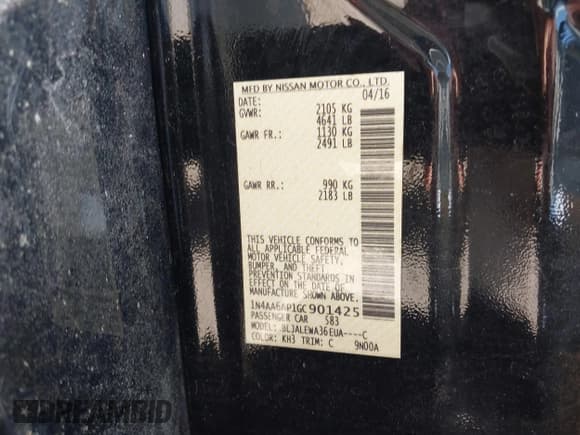 MFD BY NISSAN MOTOR CO., LTD.
DATE: 04/16
GVWR: 2105 KG
4641 LB
GAWR FR.: 1130 KG
2491 LB
GAWR RR.: 990 KG
2183 LB
THIS VEHICLE CONFORMS TO
ALL APPLICABLE FEDERAL
MOTOR VEHICLE SAFETY,
BUMPER, AND THEFT
PREVENTION STANDARDS IN
EFFECT ON THE DATE OF
MANUFACTURE SHOWN ABOVE.
1N4AA6AP1GC901425
PASSENGER CAR 583
MODEL: BLJALEWA36EUA----C
COLOR: KH3 TRIM: C 9N00A
DREAMBID